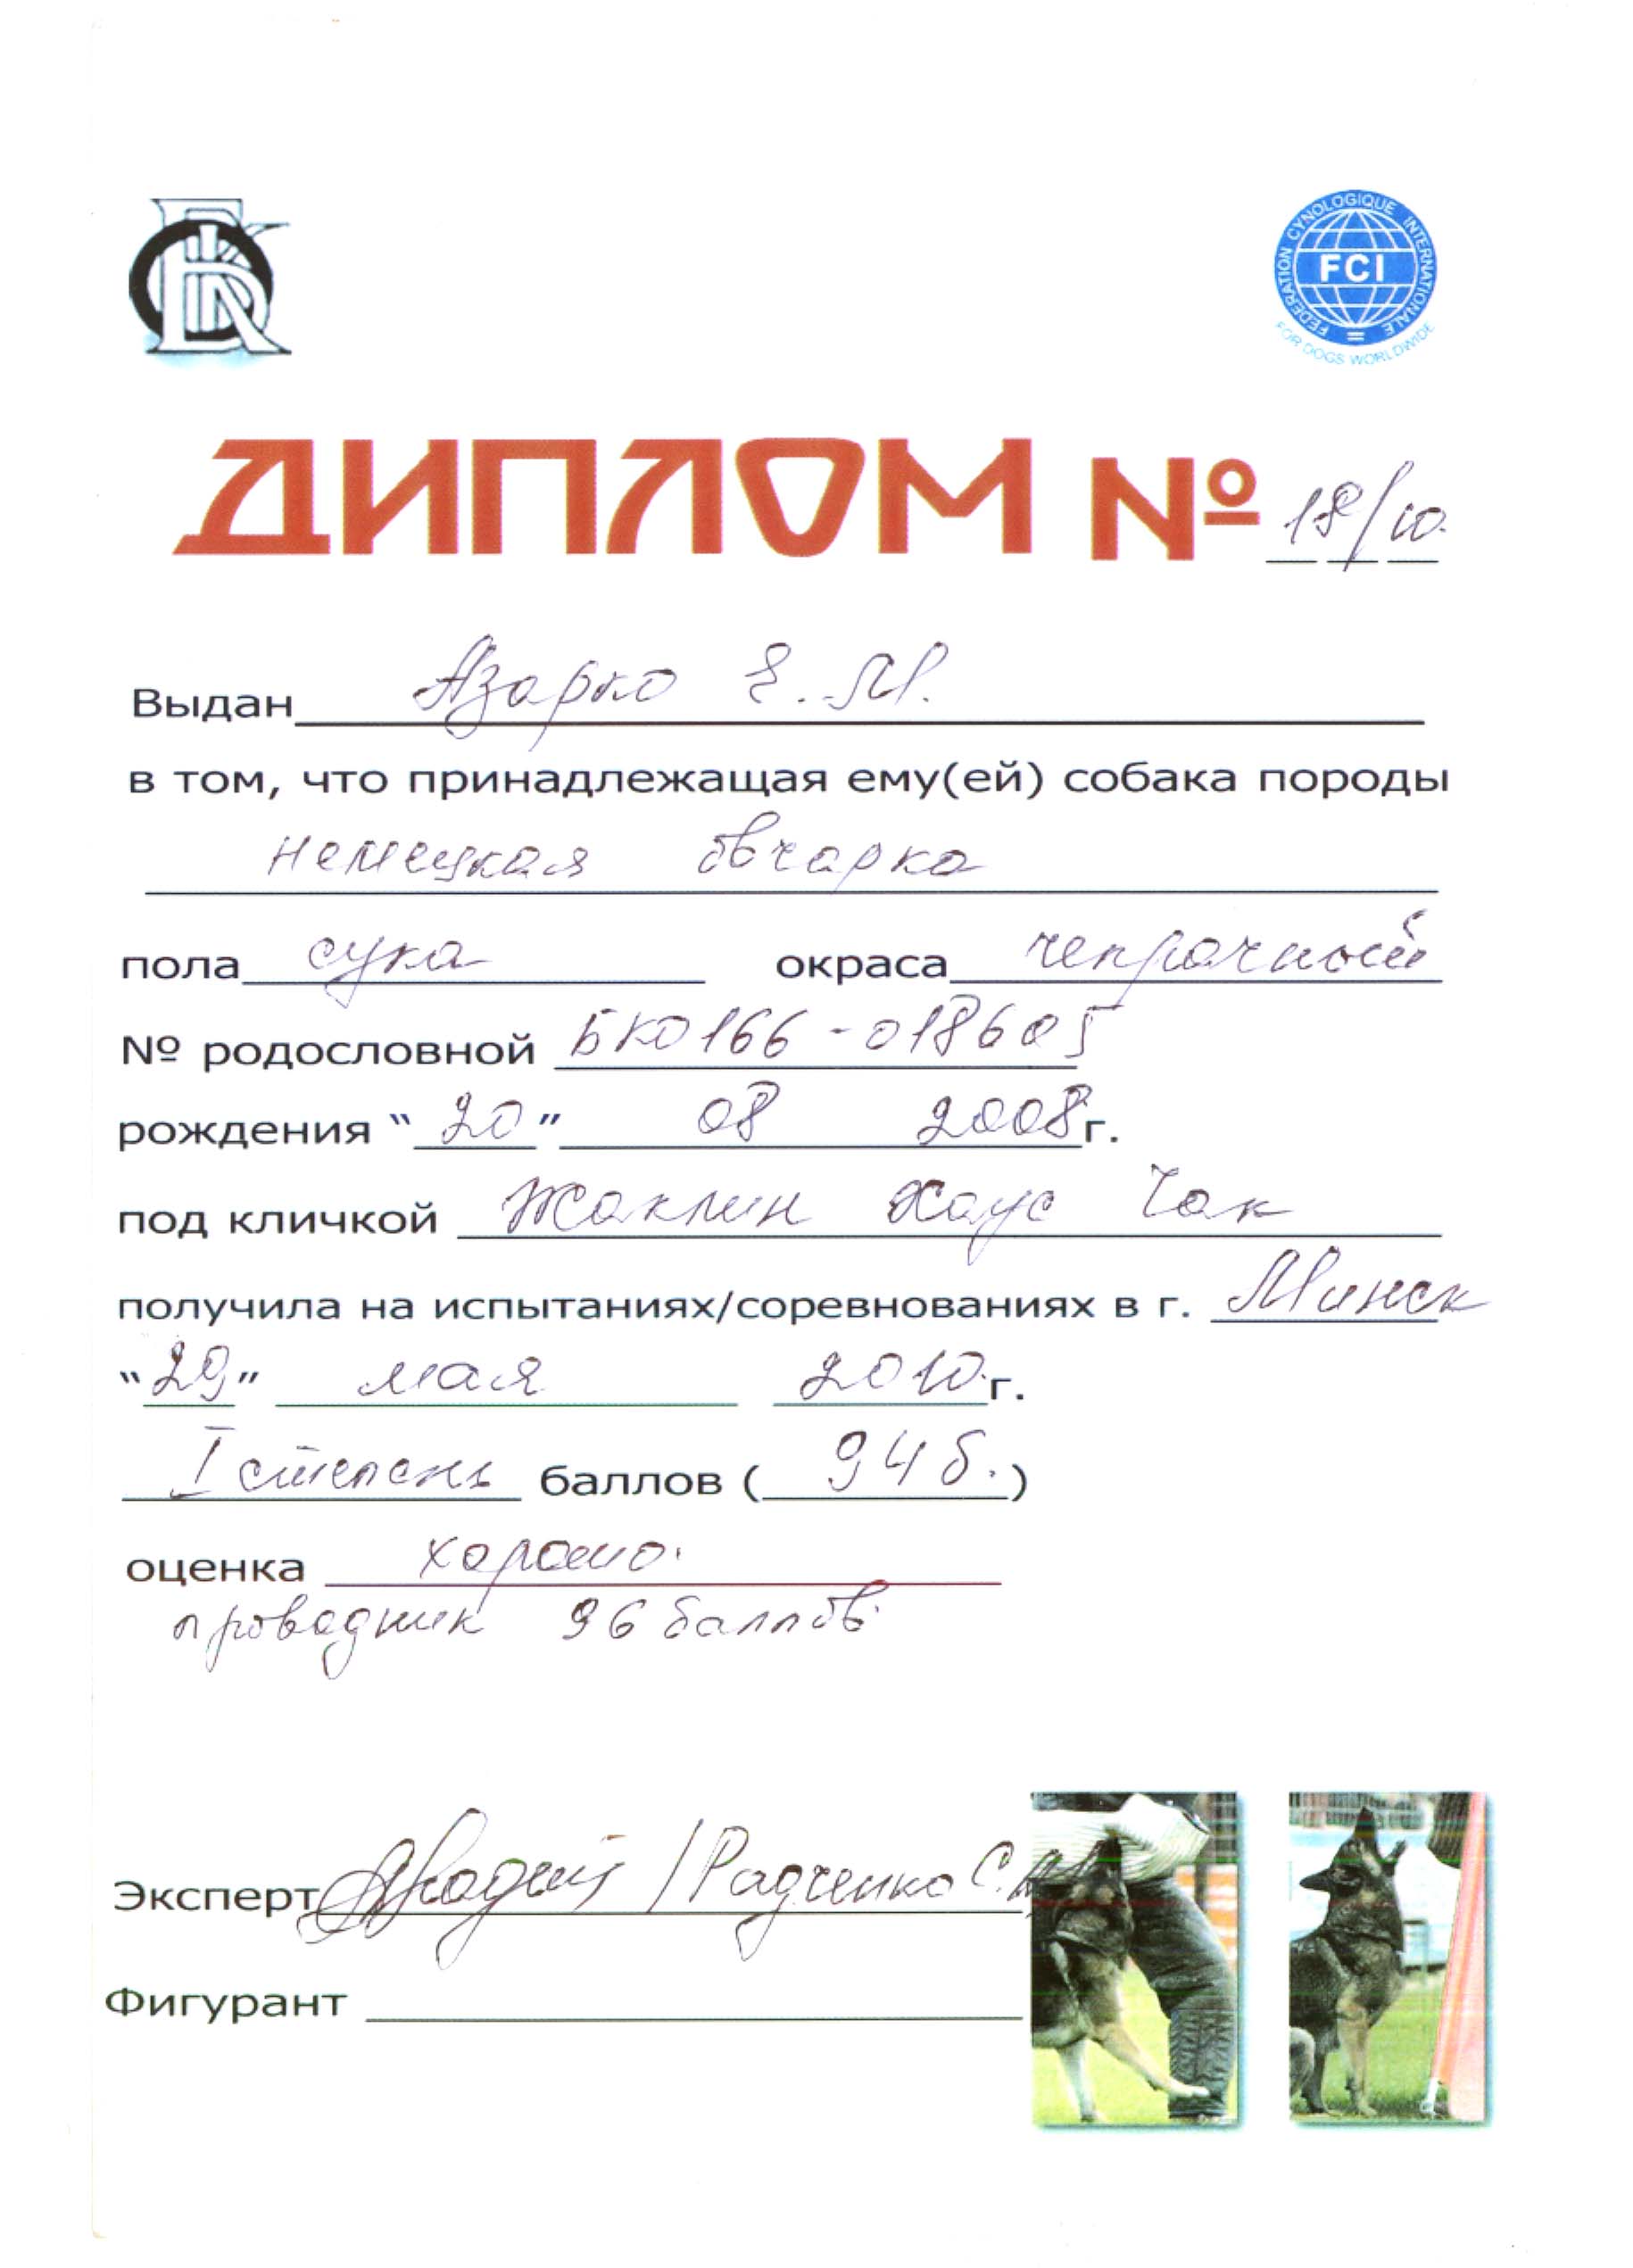 FEDERATION CYNOLOGIQUE INTERNATIONALE
FCI
FOR DOGS WORLDWIDE
ДИПЛОМ № 18/10.
Выдан Азарко Е. М.
в том, что принадлежащая ему(ей) собака породы
немецкая овчарка
пола сука окраса чепрачный
№ родословной БКО166-018605
рождения “20” 08 2008 г.
под кличкой Жаклин Хаус Чак
получила на испытаниях/соревнованиях в г. Минск
“29” мая 2010. г.
I степень баллов (94 б.)
оценка хорошо.
проводник 96 баллов
Эксперт /Радченко С.
Фигурант